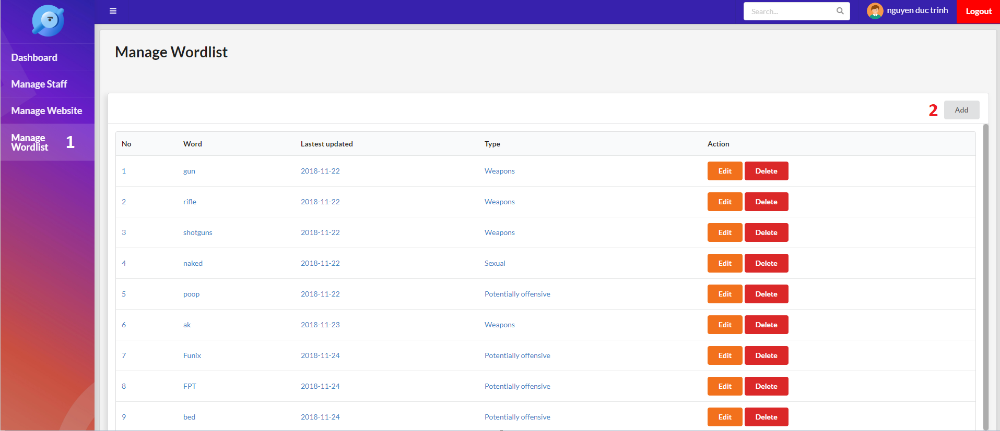 Search...
nguyen duc trinh
Logout
Dashboard
Manage Staff
Manage Website
Manage
Wordlist
1
Manage Wordlist
2
Add
No Word Lastest updated Type Action
1 gun 2018-11-22 Weapons Edit Delete
2 rifle 2018-11-22 Weapons Edit Delete
3 shotguns 2018-11-22 Weapons Edit Delete
4 naked 2018-11-22 Sexual Edit Delete
5 poop 2018-11-22 Potentially offensive Edit Delete
6 ak 2018-11-23 Weapons Edit Delete
7 Funix 2018-11-24 Potentially offensive Edit Delete
8 FPT 2018-11-24 Potentially offensive Edit Delete
9 bed 2018-11-24 Potentially offensive Edit Delete